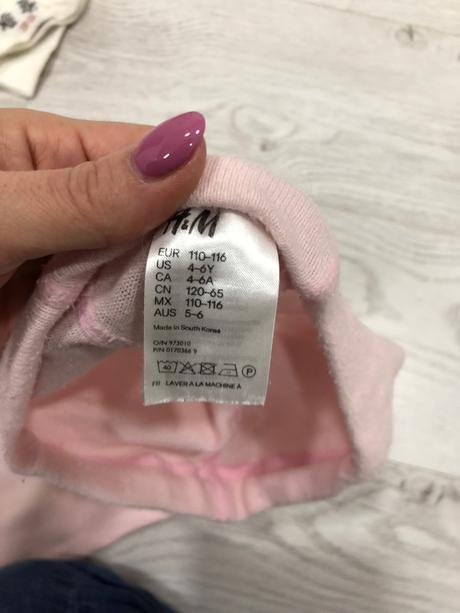 H&M
EUR 110-116
US 4-6Y
CA 4-6A
CN 120-65
MX 110-116
AUS 5-6
Made in South Korea
O/N 973010
P/N 0170366 9
40 P
FR LAVER A LA MACHINE A